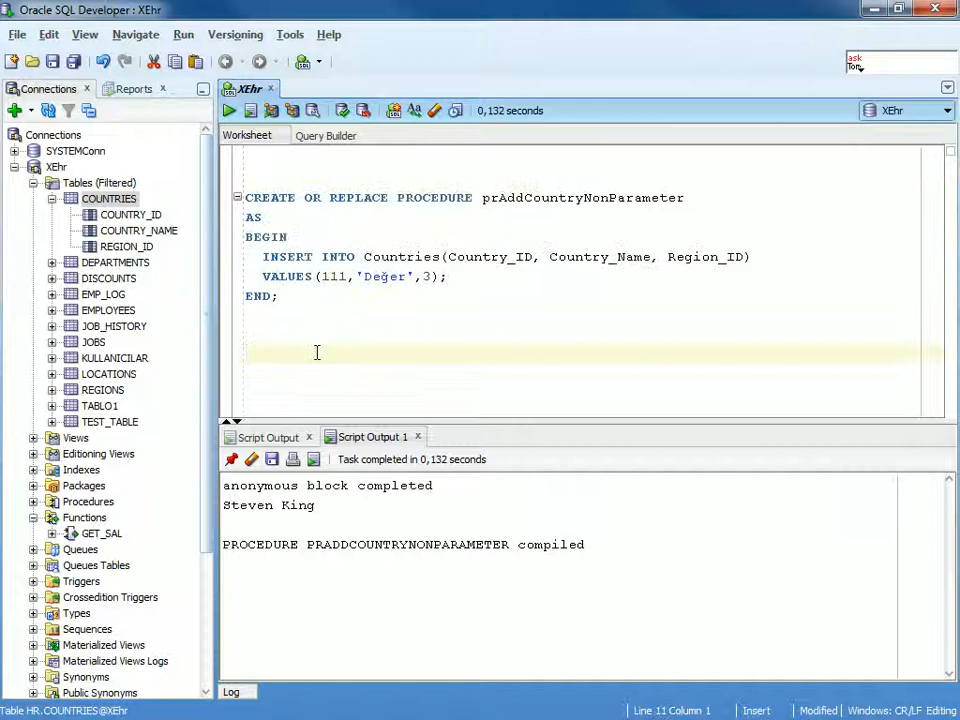 Oracle SQL Developer : XEhr
File Edit View Navigate Run Versioning Tools Help
ask
Tom
Connections Reports
Connections
SYSTEMConn
XEhr
Tables (Filtered)
COUNTRIES
COUNTRY_ID
COUNTRY_NAME
REGION_ID
DEPARTMENTS
DISCOUNTS
EMP_LOG
EMPLOYEES
JOB_HISTORY
JOBS
KULLANICILAR
LOCATIONS
REGIONS
TABLO1
TEST_TABLE
Views
Editioning Views
Indexes
Packages
Procedures
Functions
GET_SAL
Queues
Queues Tables
Triggers
Crossedition Triggers
Types
Sequences
Materialized Views
Materialized Views Logs
Synonyms
Public Synonyms
XEhr
0,132 seconds
XEhr
Worksheet Query Builder
CREATE OR REPLACE PROCEDURE prAddCountryNonParameter
AS
BEGIN
INSERT INTO Countries(Country_ID, Country_Name, Region_ID)
VALUES(111,'Değer',3);
END;
Script Output Script Output 1
Task completed in 0,132 seconds
anonymous block completed
Steven King
PROCEDURE PRADDCOUNTRYNONPARAMETER compiled
Log
Table HR.COUNTRIES@XEhr
Line 11 Column 1 Insert Modified Windows: CR/LF Editing